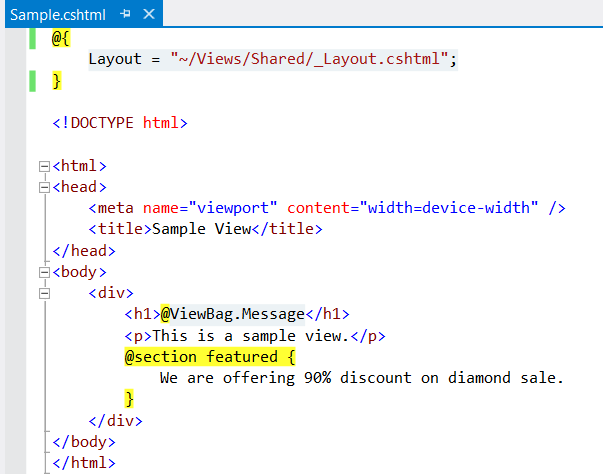 Sample.cshtml
@{
    Layout = "~/Views/Shared/_Layout.cshtml";
}
<!DOCTYPE html>
<html>
<head>
    <meta name="viewport" content="width=device-width" />
    <title>Sample View</title>
</head>
<body>
    <div>
        <h1>@ViewBag.Message</h1>
        <p>This is a sample view.</p>
        @section featured {
            We are offering 90% discount on diamond sale.
        }
    </div>
</body>
</html>